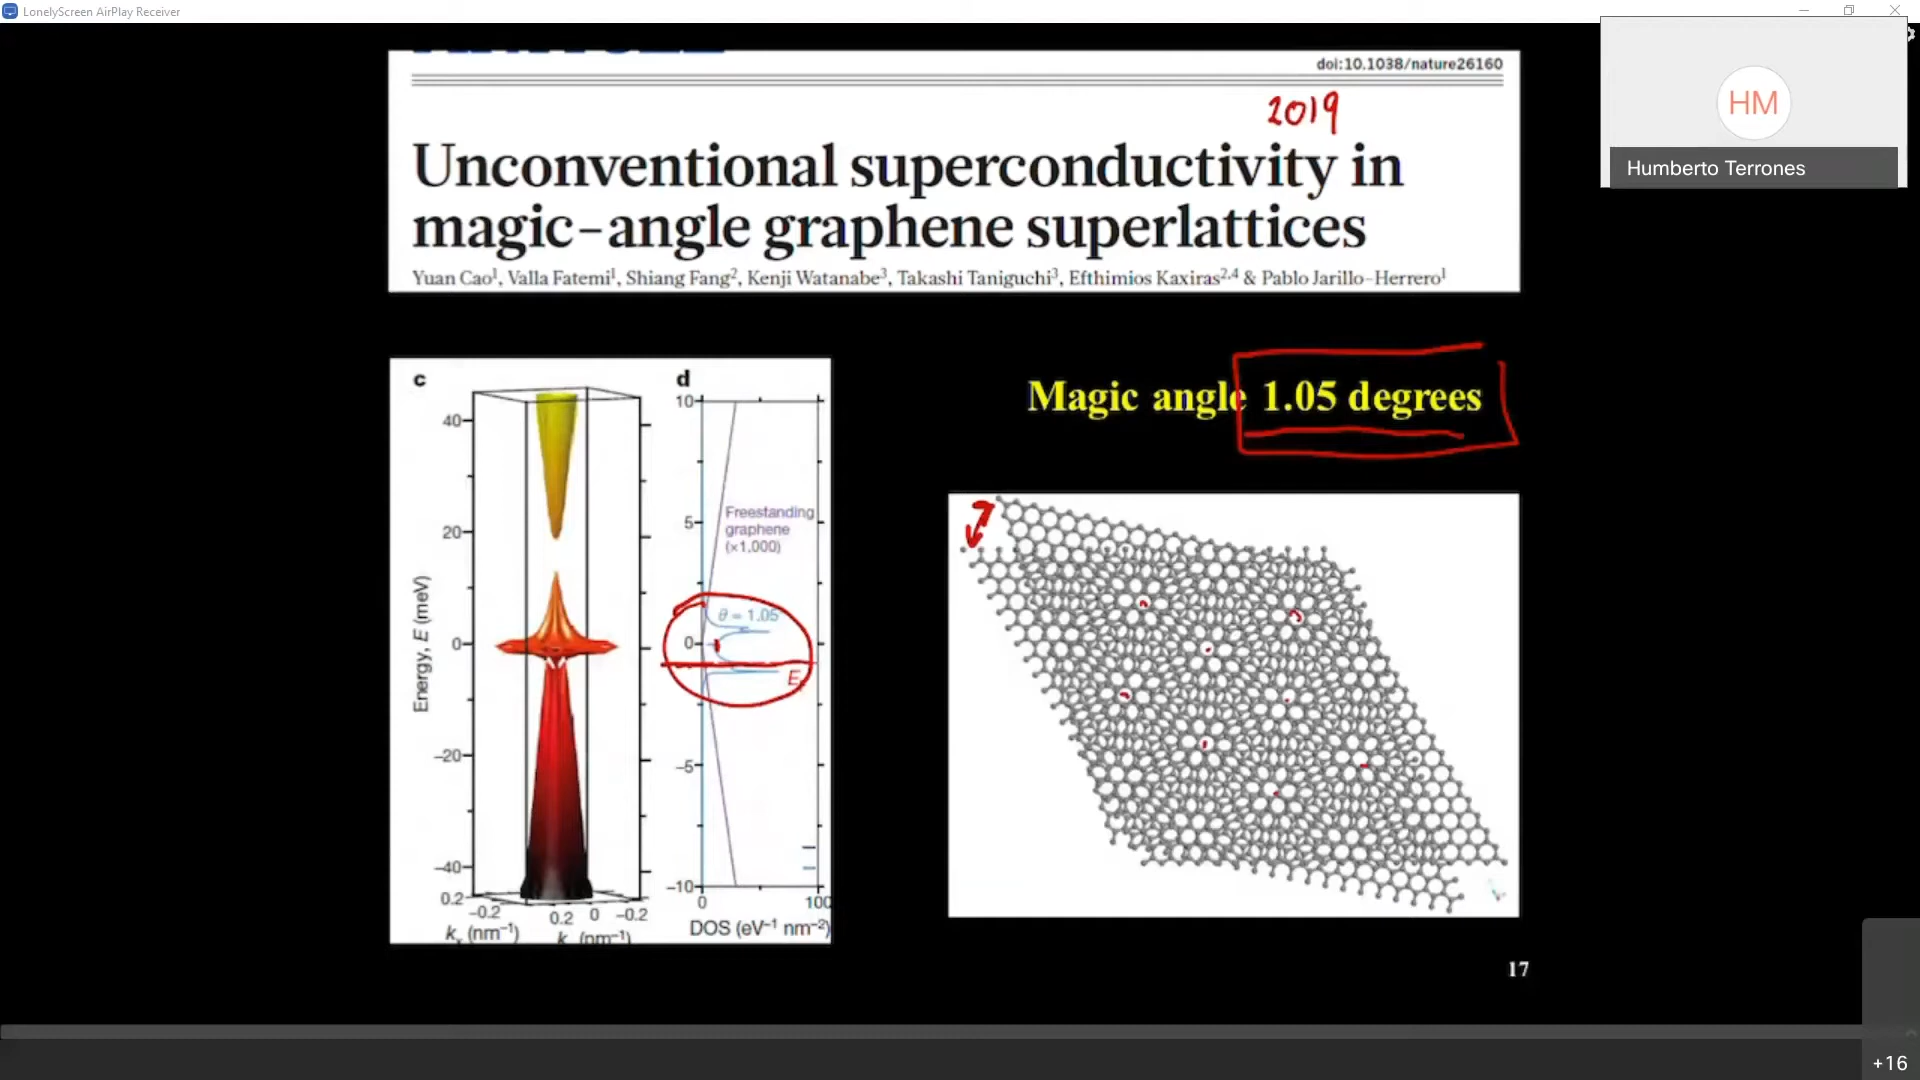 LonelyScreen AirPlay Receiver
doi:10.1038/nature26160
2019
Unconventional superconductivity in
magic-angle graphene superlattices
Yuan Cao1, Valla Fatemi1, Shiang Fang2, Kenji Watanabe3, Takashi Taniguchi3, Efthimios Kaxiras2,4 & Pablo Jarillo-Herrero1
HM
Humberto Terrones
Magic angle 1.05 degrees
c
40
20
0
-20
-40
Energy, E (meV)
0.2
-0.2
0.2
0
-0.2
k (nm-1)
k (nm-1)
d
10
5
0
-5
-10
Freestanding
graphene
(×1,000)
θ = 1.05
E
0
100
DOS (eV-1 nm-2)
17
+16